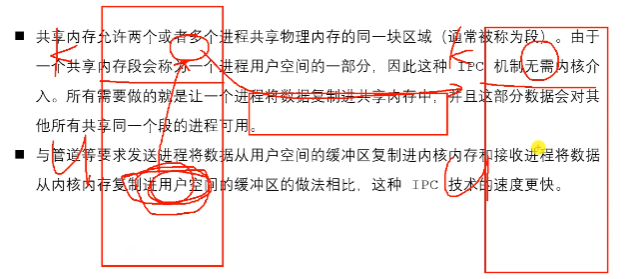 ■ 共享内存允许两个或者多个进程共享物理内存的同一块区域（通常被称为段）。由于
一个共享内存段会称为一个进程用户空间的一部分，因此这种 IPC 机制无需内核介
入。所有需要做的就是让一个进程将数据复制进共享内存中，并且这部分数据会对其
他所有共享同一个段的进程可用。
■ 与管道等要求发送进程将数据从用户空间的缓冲区复制进内核内存和接收进程将数据
从内核内存复制进用户空间的缓冲区的做法相比，这种 IPC 技术的速度更快。
k
k
u
u